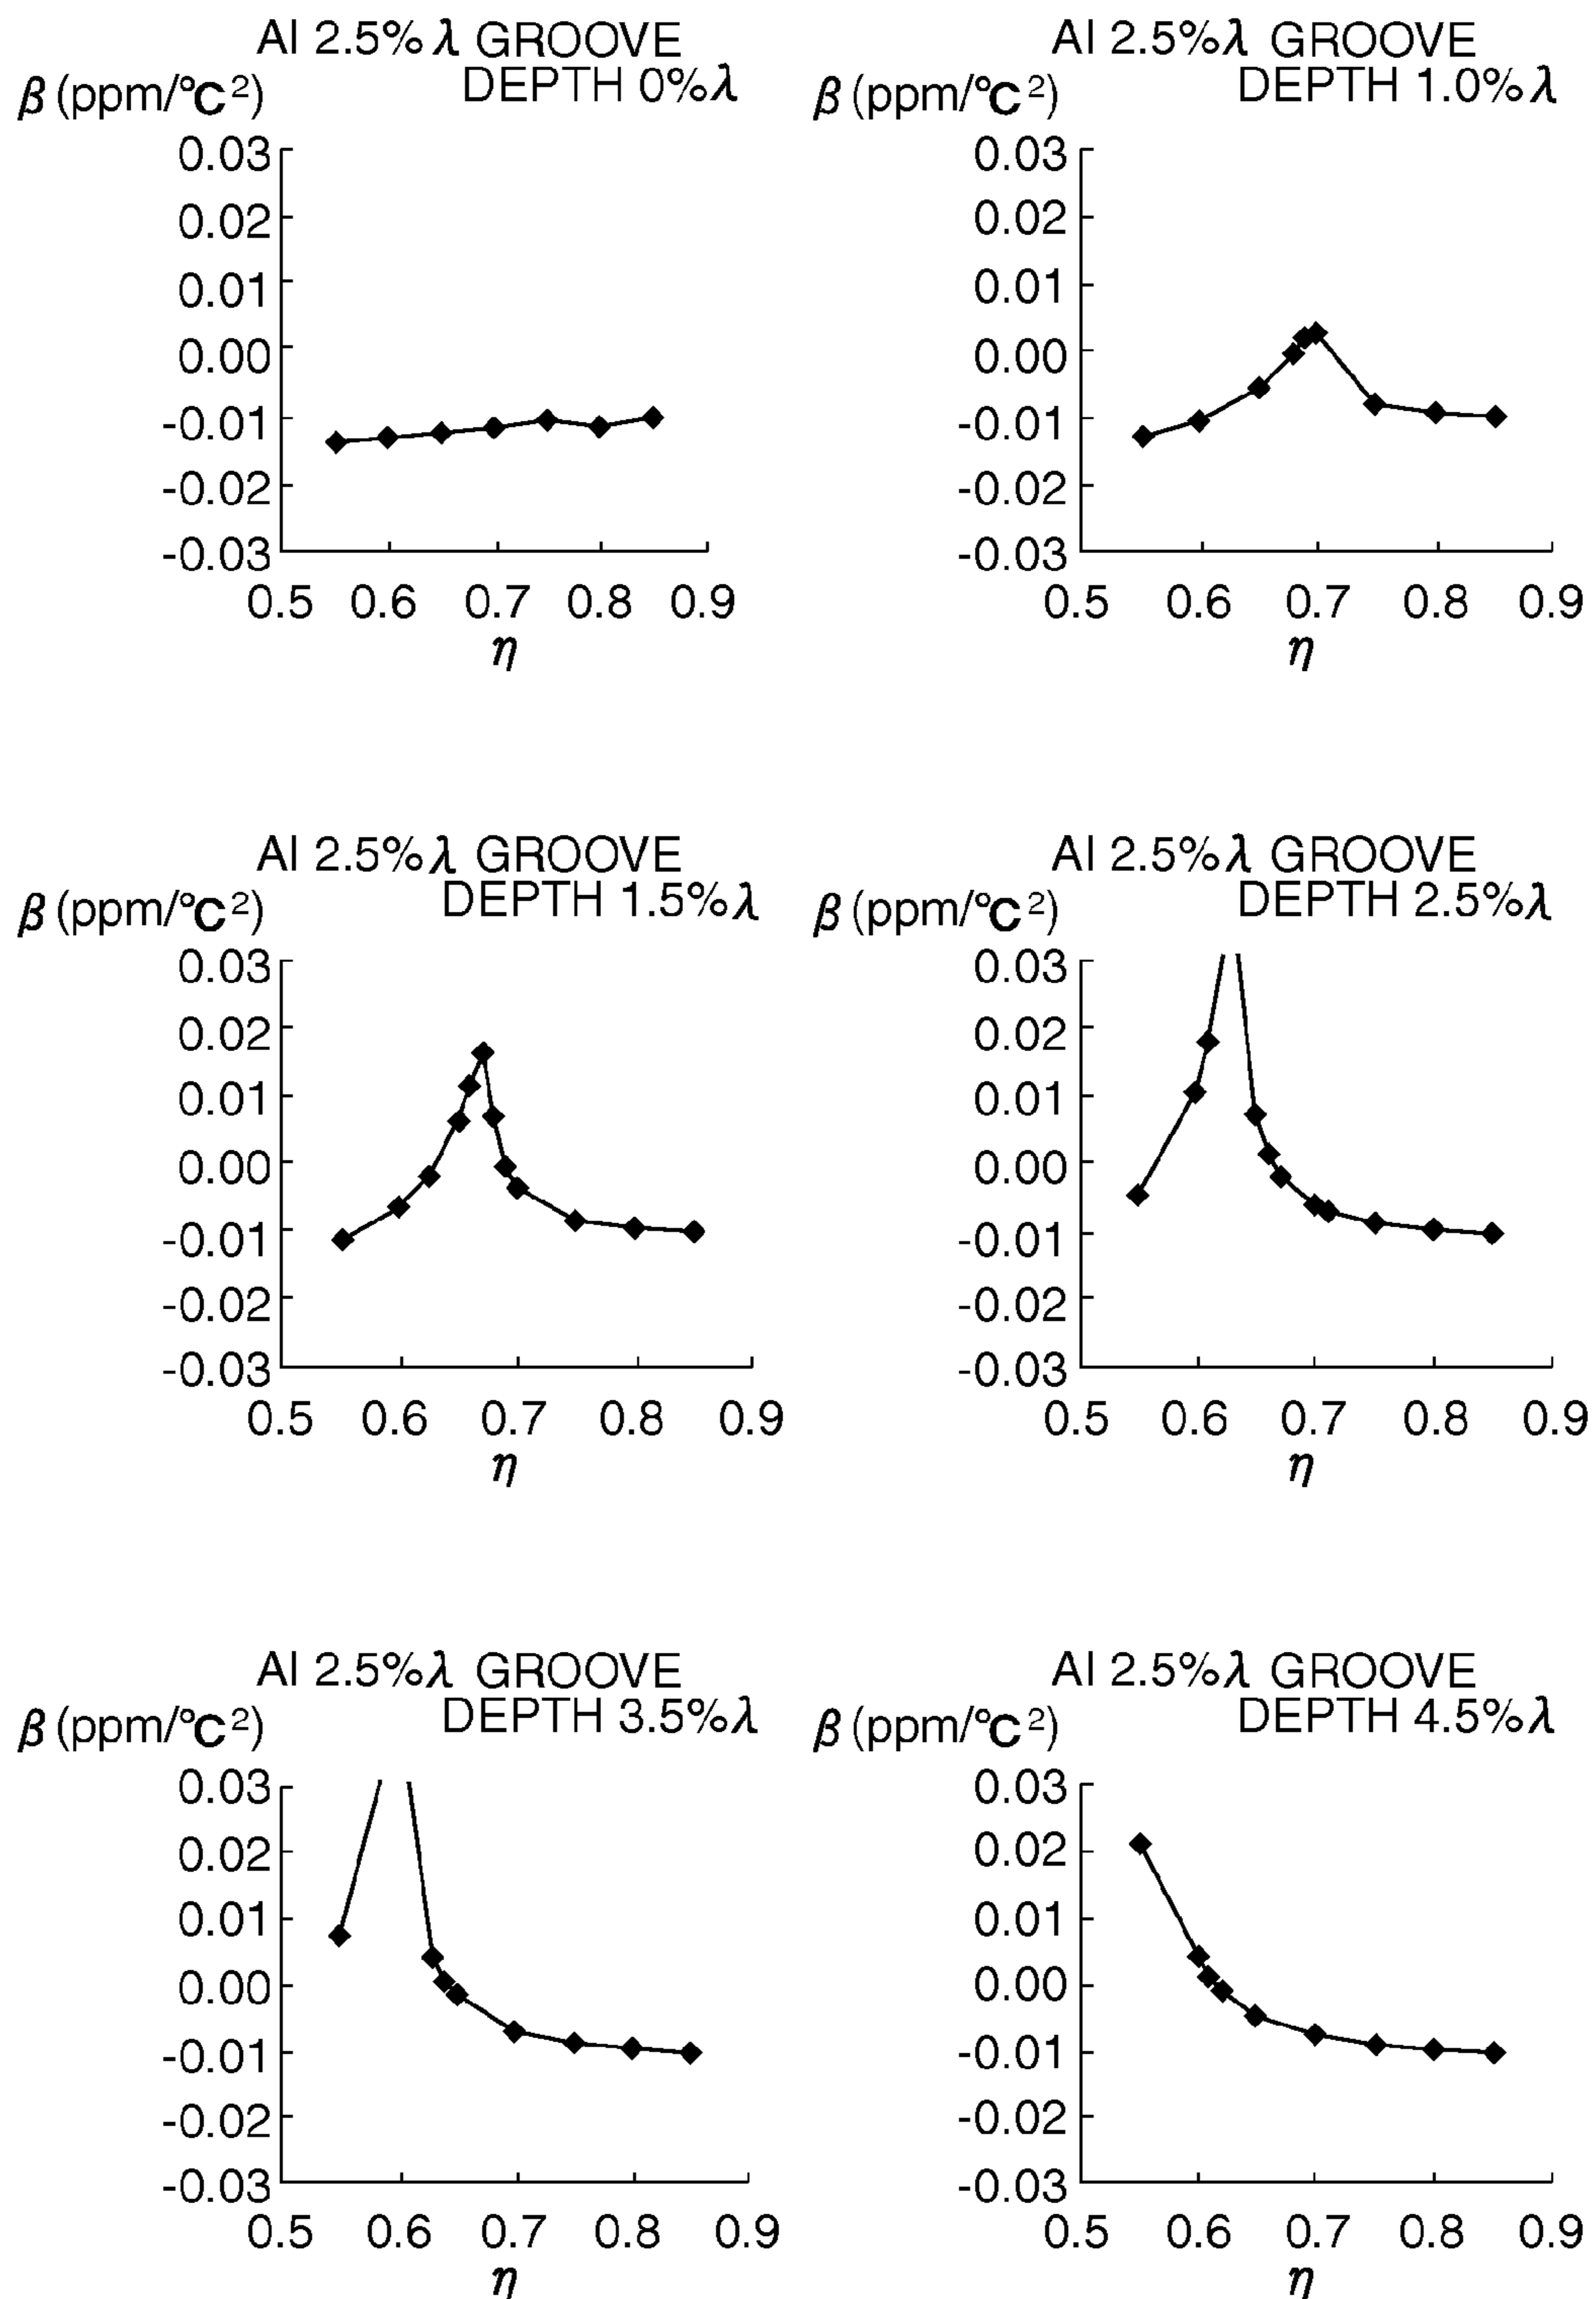 Al 2.5%λ GROOVE
DEPTH 0%λ
β (ppm/°C²)
0.03
0.02
0.01
0.00
-0.01
-0.02
-0.03
0.5 0.6 0.7 0.8 0.9
η
Al 2.5%λ GROOVE
DEPTH 1.0%λ
β (ppm/°C²)
0.03
0.02
0.01
0.00
-0.01
-0.02
-0.03
0.5 0.6 0.7 0.8 0.9
η
Al 2.5%λ GROOVE
DEPTH 1.5%λ
β (ppm/°C²)
0.03
0.02
0.01
0.00
-0.01
-0.02
-0.03
0.5 0.6 0.7 0.8 0.9
η
Al 2.5%λ GROOVE
DEPTH 2.5%λ
β (ppm/°C²)
0.03
0.02
0.01
0.00
-0.01
-0.02
-0.03
0.5 0.6 0.7 0.8 0.9
η
Al 2.5%λ GROOVE
DEPTH 3.5%λ
β (ppm/°C²)
0.03
0.02
0.01
0.00
-0.01
-0.02
-0.03
0.5 0.6 0.7 0.8 0.9
η
Al 2.5%λ GROOVE
DEPTH 4.5%λ
β (ppm/°C²)
0.03
0.02
0.01
0.00
-0.01
-0.02
-0.03
0.5 0.6 0.7 0.8 0.9
η